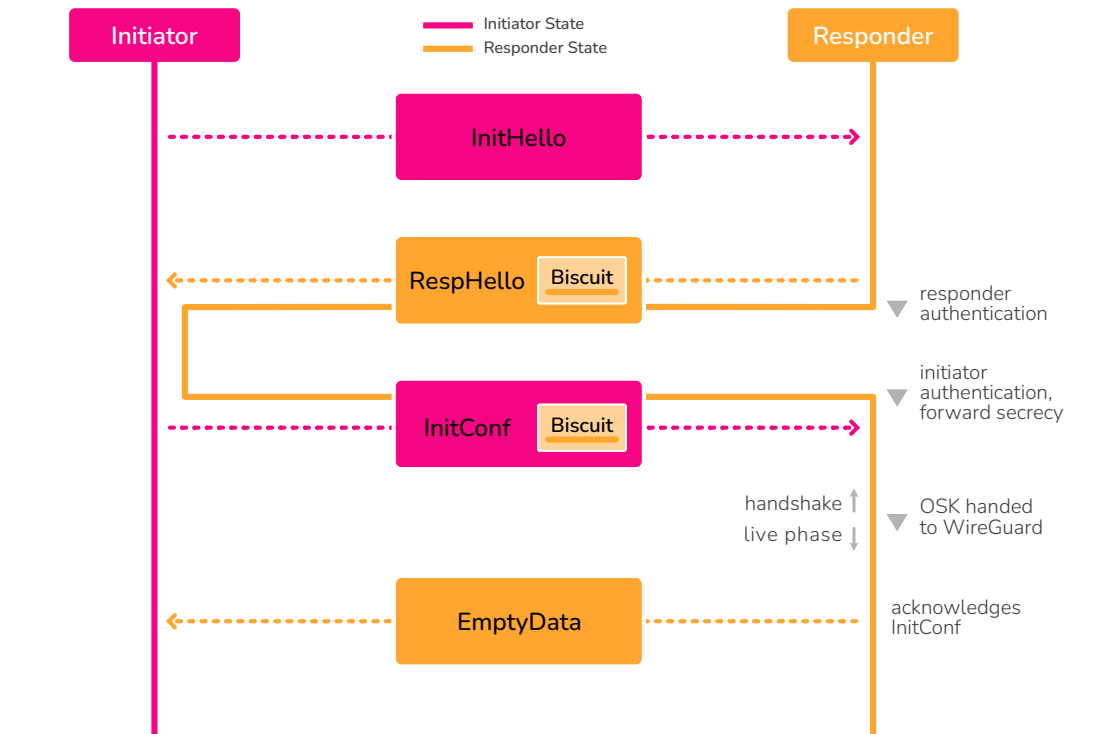 Initiator
Initiator State
Responder State
Responder
InitHello
RespHello
Biscuit
responder
authentication
initiator
authentication,
forward secrecy
InitConf
Biscuit
handshake
live phase
OSK handed
to WireGuard
EmptyData
acknowledges
InitConf